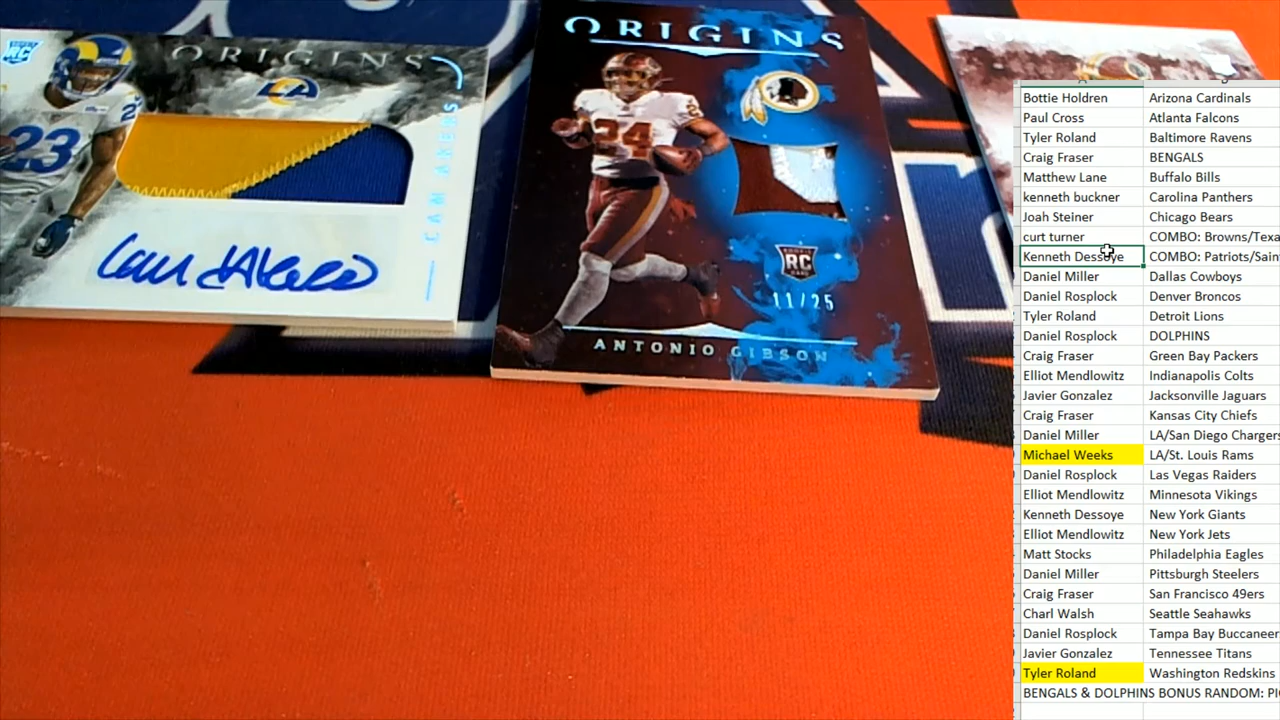 ORIGINS
23
CAM AKERS
RC
ORIGINS
24
RC
11/25
ANTONIO GIBSON
Bottie Holdren Arizona Cardinals
Paul Cross Atlanta Falcons
Tyler Roland Baltimore Ravens
Craig Fraser BENGALS
Matthew Lane Buffalo Bills
kenneth buckner Carolina Panthers
Joah Steiner Chicago Bears
curt turner COMBO: Browns/Texa
Kenneth Dessoye COMBO: Patriots/Sain
Daniel Miller Dallas Cowboys
Daniel Rosplock Denver Broncos
Tyler Roland Detroit Lions
Daniel Rosplock DOLPHINS
Craig Fraser Green Bay Packers
Elliot Mendlowitz Indianapolis Colts
Javier Gonzalez Jacksonville Jaguars
Craig Fraser Kansas City Chiefs
Daniel Miller LA/San Diego Chargers
Michael Weeks LA/St. Louis Rams
Daniel Rosplock Las Vegas Raiders
Elliot Mendlowitz Minnesota Vikings
Kenneth Dessoye New York Giants
Elliot Mendlowitz New York Jets
Matt Stocks Philadelphia Eagles
Daniel Miller Pittsburgh Steelers
Craig Fraser San Francisco 49ers
Charl Walsh Seattle Seahawks
Daniel Rosplock Tampa Bay Buccaneer
Javier Gonzalez Tennessee Titans
Tyler Roland Washington Redskins
BENGALS & DOLPHINS BONUS RANDOM: PI